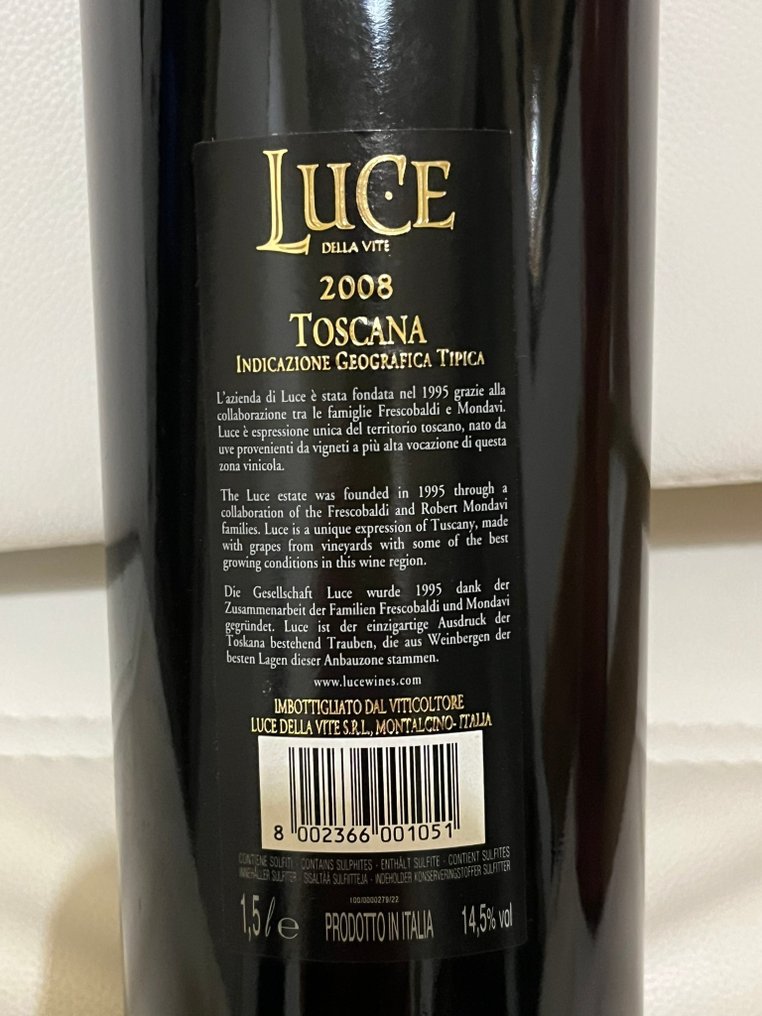 LUCE
DELLA VITE
2008
TOSCANA
INDICAZIONE GEOGRAFICA TIPICA
L'azienda di Luce è stata fondata nel 1995 grazie alla
collaborazione tra le famiglie Frescobaldi e Mondavi.
Luce è espressione unica del territorio toscano, nato da
uve provenienti da vigneti a più alta vocazione di questa
zona vinicola.
The Luce estate was founded in 1995 through a
collaboration of the Frescobaldi and Robert Mondavi
families. Luce is a unique expression of Tuscany, made
with grapes from vineyards with some of the best
growing conditions in this wine region.
Die Gesellschaft Luce wurde 1995 dank der
Zusammenarbeit der Familien Frescobaldi und Mondavi
gegründet. Luce ist der einzigartige Ausdruck der
Toskana bestehend Trauben, die aus Weinbergen der
besten Lagen dieser Anbauzone stammen.
www.lucewines.com
IMBOTTIGLIATO DAL VITICOLTORE
LUCE DELLA VITE S.R.L., MONTALCINO- ITALIA
8 002366 001051
CONTIENE SOLFITI - CONTAINS SULPHITES - ENTHÄLT SULFITE - CONTIENT SULFITES
INNEHÅLLER SULFITER - SISÄLTÄÄ SULFIITTEJA - INDEHOLDER KONSERVERINGSTOFFER SULFITTER
100/0000279/22
1,5 l e PRODOTTO IN ITALIA 14,5% vol